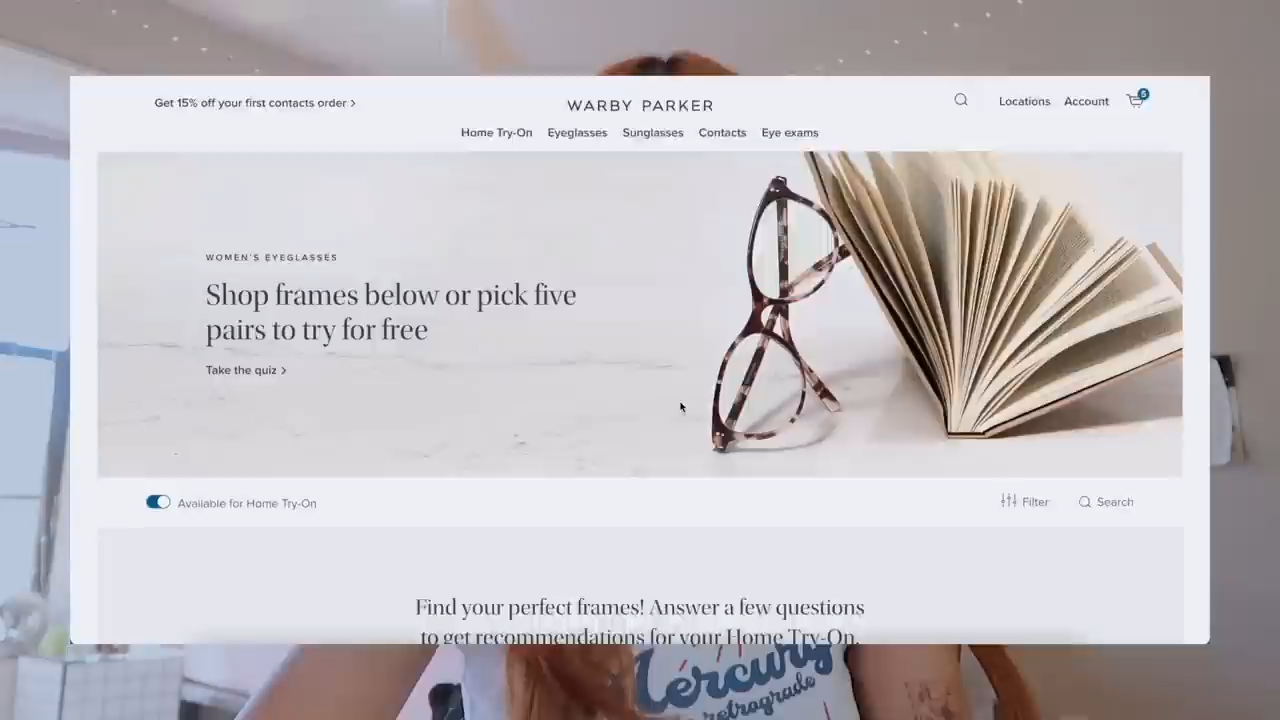 Get 15% off your first contacts order >
WARBY PARKER
Locations Account 5
Home Try-On Eyeglasses Sunglasses Contacts Eye exams
WOMEN'S EYEGLASSES
Shop frames below or pick five
pairs to try for free
Take the quiz >
Available for Home Try-On
Filter Search
Find your perfect frames! Answer a few questions
to get recommendations for your Home Try-On.
Mercury
retrograde